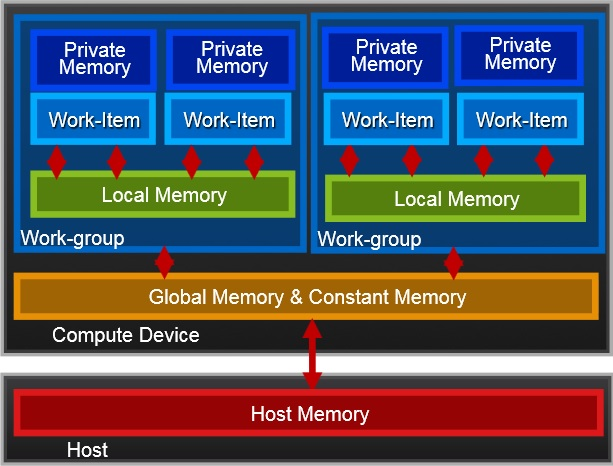 Private
Memory
Private
Memory
Private
Memory
Private
Memory
Work-Item
Work-Item
Work-Item
Work-Item
Local Memory
Local Memory
Work-group
Work-group
Global Memory & Constant Memory
Compute Device
Host Memory
Host